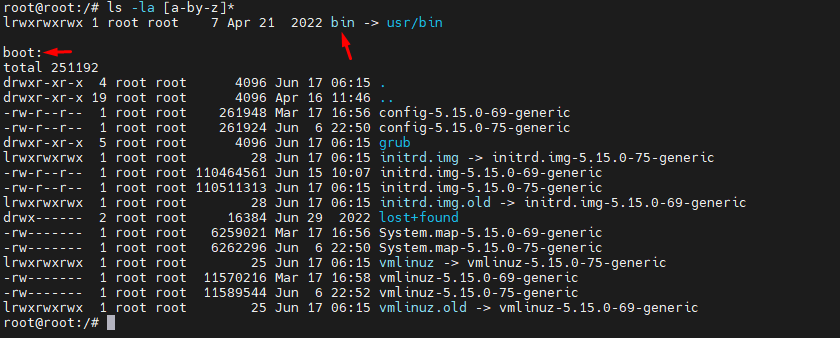 root@root:/# ls -la [a-by-z]*
lrwxrwxrwx 1 root root    7 Apr 21  2022 bin -> usr/bin

boot:
total 251192
drwxr-xr-x  4 root root      4096 Jun 17 06:15 .
drwxr-xr-x 19 root root      4096 Apr 16 11:46 ..
-rw-r--r--  1 root root    261948 Mar 17 16:56 config-5.15.0-69-generic
-rw-r--r--  1 root root    261924 Jun  6 22:50 config-5.15.0-75-generic
drwxr-xr-x  5 root root      4096 Jun 17 06:15 grub
lrwxrwxrwx  1 root root        28 Jun 17 06:15 initrd.img -> initrd.img-5.15.0-75-generic
-rw-r--r--  1 root root 110464561 Jun 15 10:07 initrd.img-5.15.0-69-generic
-rw-r--r--  1 root root 110511313 Jun 17 06:15 initrd.img-5.15.0-75-generic
lrwxrwxrwx  1 root root        28 Jun 17 06:15 initrd.img.old -> initrd.img-5.15.0-69-generic
drwx------  2 root root     16384 Jun 29  2022 lost+found
-rw-------  1 root root   6259021 Mar 17 16:56 System.map-5.15.0-69-generic
-rw-------  1 root root   6262296 Jun  6 22:50 System.map-5.15.0-75-generic
lrwxrwxrwx  1 root root        25 Jun 17 06:15 vmlinuz -> vmlinuz-5.15.0-75-generic
-rw-------  1 root root  11570216 Mar 17 16:58 vmlinuz-5.15.0-69-generic
-rw-------  1 root root  11589544 Jun  6 22:52 vmlinuz-5.15.0-75-generic
lrwxrwxrwx  1 root root        25 Jun 17 06:15 vmlinuz.old -> vmlinuz-5.15.0-69-generic
root@root:/#